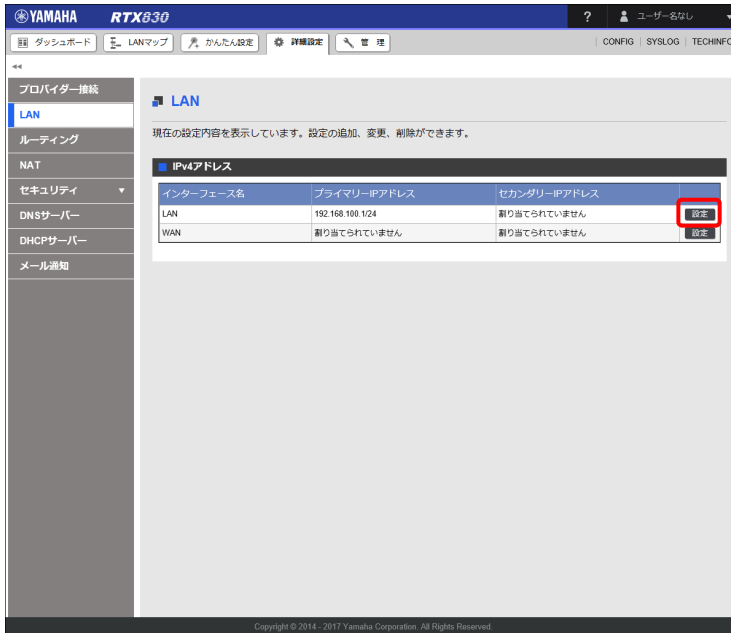 YAMAHA RTX830 ? ユーザー名なし
ダッシュボード LANマップ かんたん設定 詳細設定 管 理 CONFIG SYSLOG TECHINFO
プロバイダー接続
LAN
ルーティング
NAT
セキュリティ
DNSサーバー
DHCPサーバー
メール通知
LAN
現在の設定内容を表示しています。設定の追加、変更、削除ができます。
IPv4アドレス
インターフェース名 プライマリーIPアドレス セカンダリーIPアドレス
LAN 192.168.100.1/24 割り当てられていません 設定
WAN 割り当てられていません 割り当てられていません 設定
Copyright © 2014 - 2017 Yamaha Corporation. All Rights Reserved.